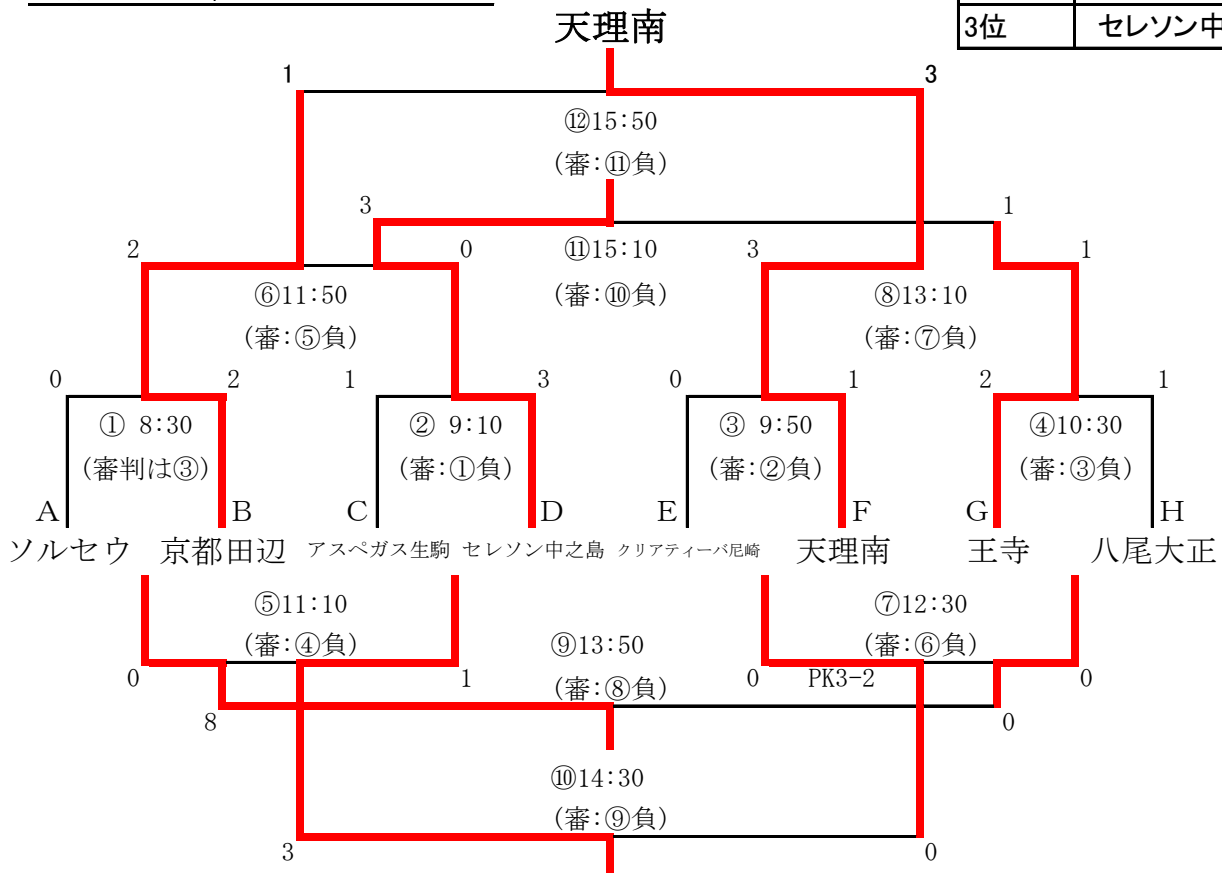 天理南
3位 セレソン中
1 3
⑫15:50
(審:⑪負)
3 1
2 0 ⑪15:10 3 1
⑥11:50 (審:⑩負) ⑧13:10
(審:⑤負) (審:⑦負)
0 2 1 3 0 1 2 1
① 8:30 ② 9:10 ③ 9:50 ④10:30
(審判は③) (審:①負) (審:②負) (審:③負)
A B C D E F G H
ソルセウ 京都田辺 アスペガス生駒 セレソン中之島 クリアティーバ尼崎 天理南 王寺 八尾大正
⑤11:10 ⑦12:30
(審:④負) ⑨13:50 (審:⑥負)
0 1 (審:⑧負) 0 PK3-2 0
8 0
⑩14:30
(審:⑨負)
3 0